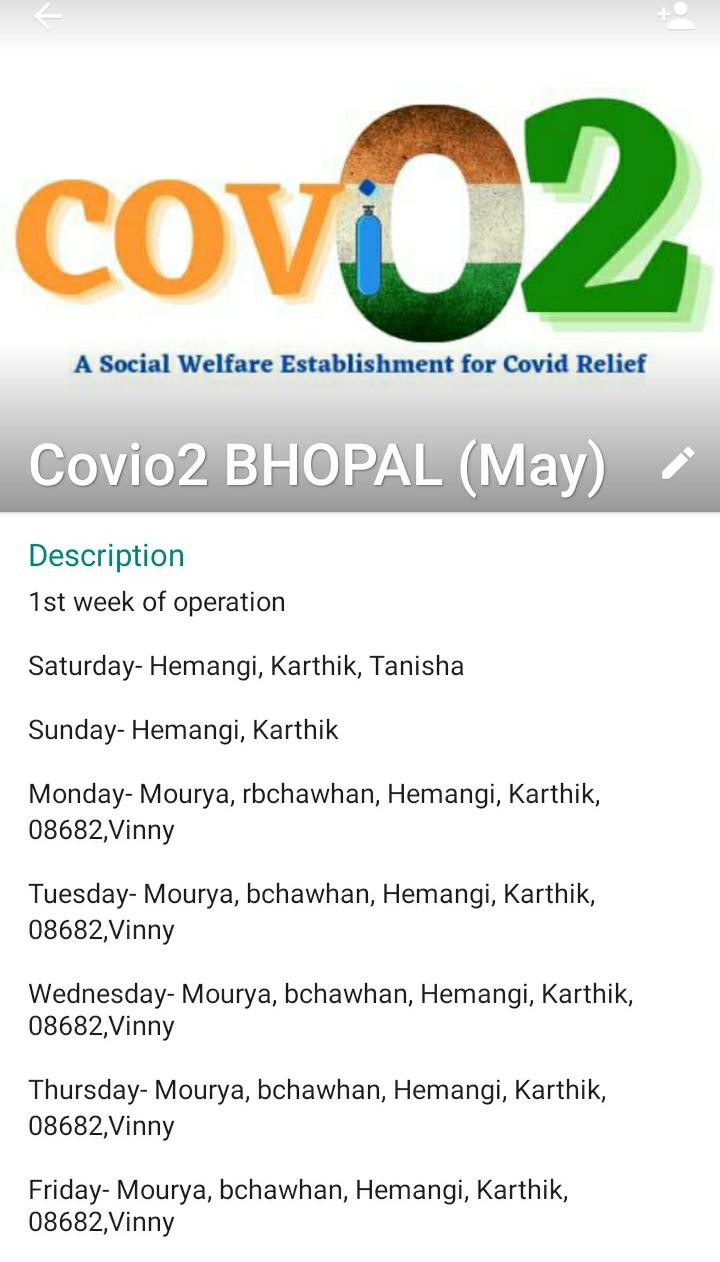 covio2
A Social Welfare Establishment for Covid Relief
Covio2 BHOPAL (May)
Description
1st week of operation
Saturday- Hemangi, Karthik, Tanisha
Sunday- Hemangi, Karthik
Monday- Mourya, rbchawhan, Hemangi, Karthik,
08682,Vinny
Tuesday- Mourya, bchawhan, Hemangi, Karthik,
08682,Vinny
Wednesday- Mourya, bchawhan, Hemangi, Karthik,
08682,Vinny
Thursday- Mourya, bchawhan, Hemangi, Karthik,
08682,Vinny
Friday- Mourya, bchawhan, Hemangi, Karthik,
08682,Vinny